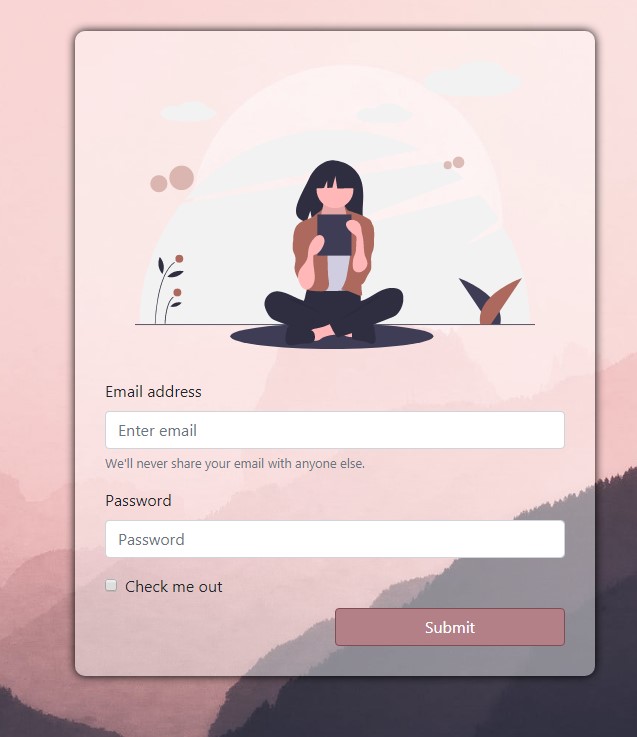 Email address
Enter email
We'll never share your email with anyone else.
Password
Password
Check me out
Submit